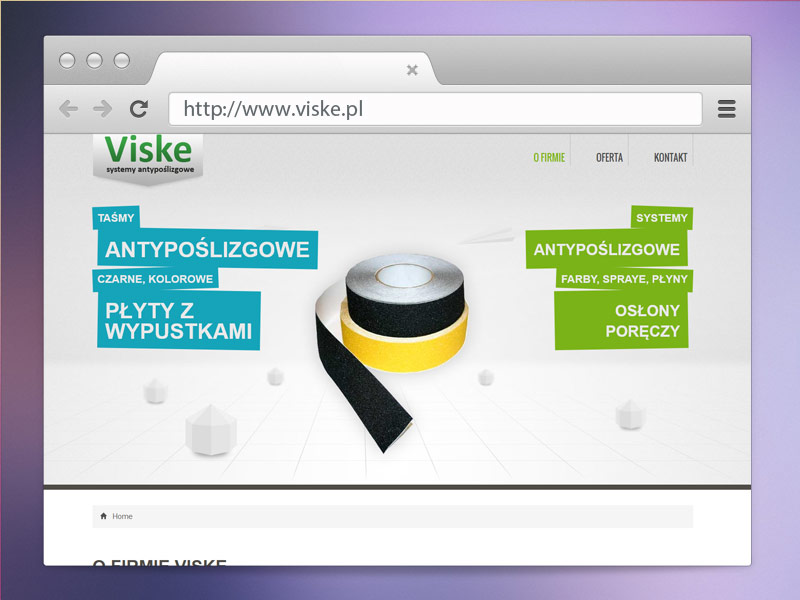 http://www.viske.pl
Viske
systemy antypoślizgowe
O FIRMIE
OFERTA
KONTAKT
TAŚMY
ANTYPOŚLIZGOWE
CZARNE, KOLOROWE
PŁYTY Z
WYPUSTKAMI
SYSTEMY
ANTYPOŚLIZGOWE
FARBY, SPRAYE, PŁYNY
OSŁONY
PORĘCZY
Home
O FIRMIE VISKE